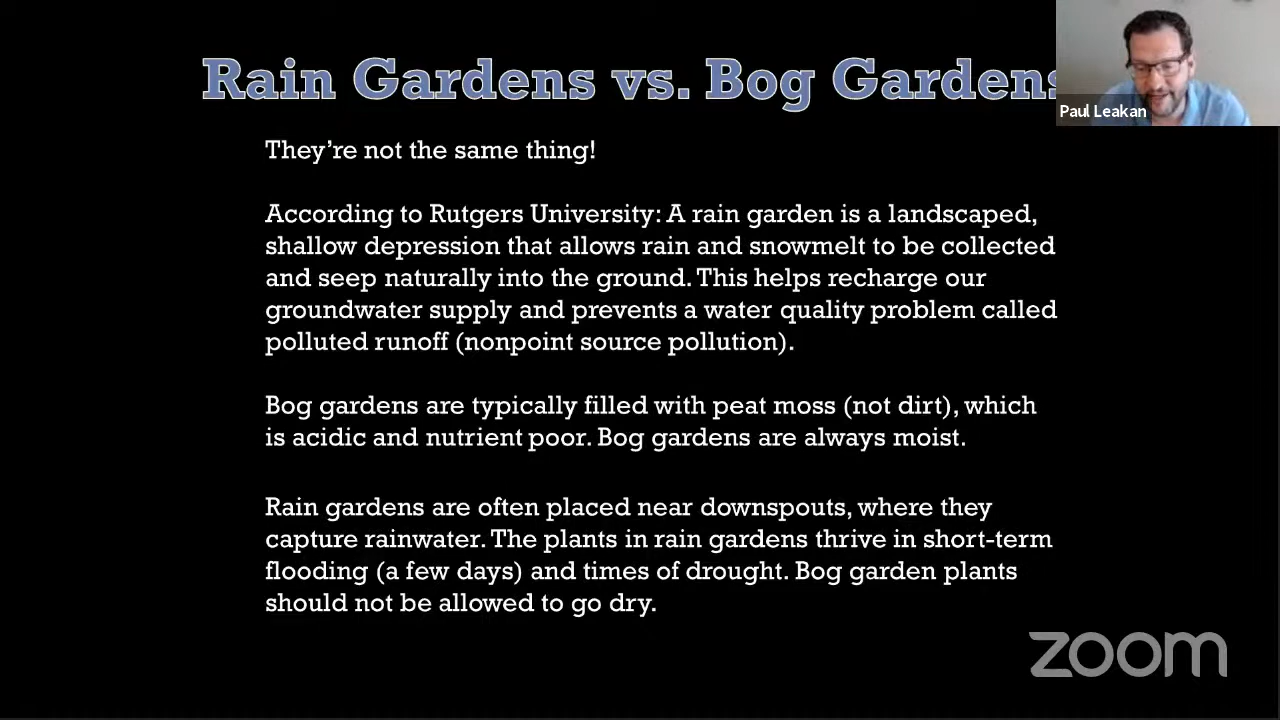 Rain Gardens vs. Bog Gardens
Paul Leakan
They're not the same thing!
According to Rutgers University: A rain garden is a landscaped,
shallow depression that allows rain and snowmelt to be collected
and seep naturally into the ground. This helps recharge our
groundwater supply and prevents a water quality problem called
polluted runoff (nonpoint source pollution).
Bog gardens are typically filled with peat moss (not dirt), which
is acidic and nutrient poor. Bog gardens are always moist.
Rain gardens are often placed near downspouts, where they
capture rainwater. The plants in rain gardens thrive in short-term
flooding (a few days) and times of drought. Bog garden plants
should not be allowed to go dry.
zoom